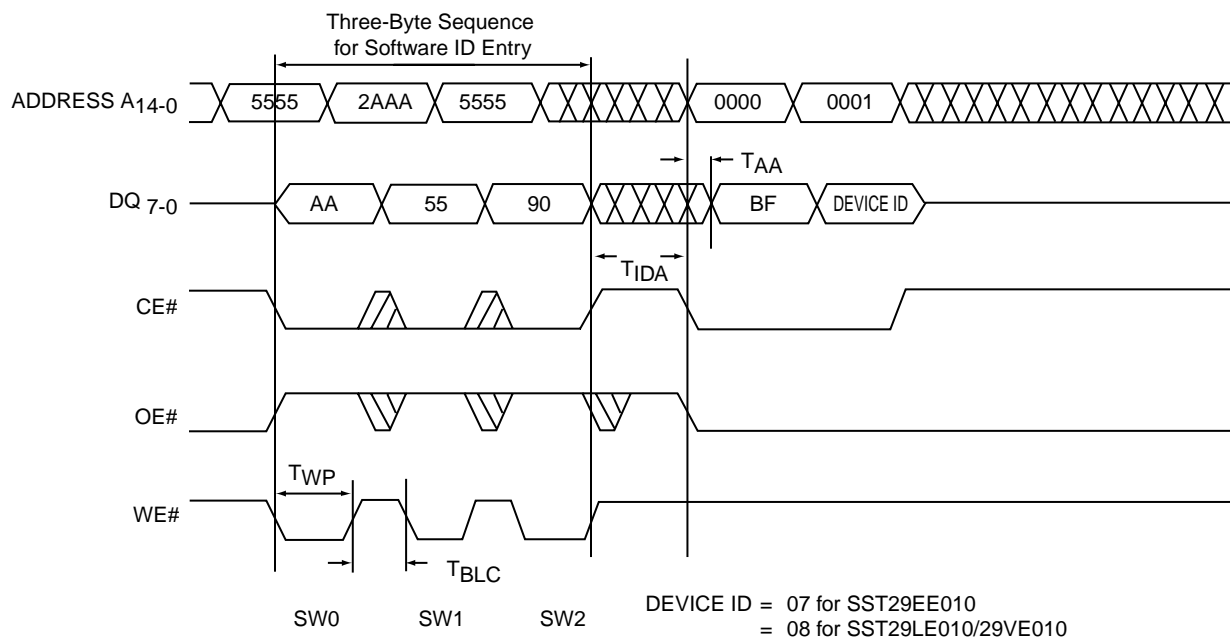 Three-Byte Sequence
for Software ID Entry
ADDRESS A14-0 5555 2AAA 5555 0000 0001
TAA
DQ 7-0 AA 55 90 BF DEVICE ID
TIDA
CE#
OE#
TWP
WE#
TBLC
SW0 SW1 SW2
DEVICE ID = 07 for SST29EE010
= 08 for SST29LE010/29VE010